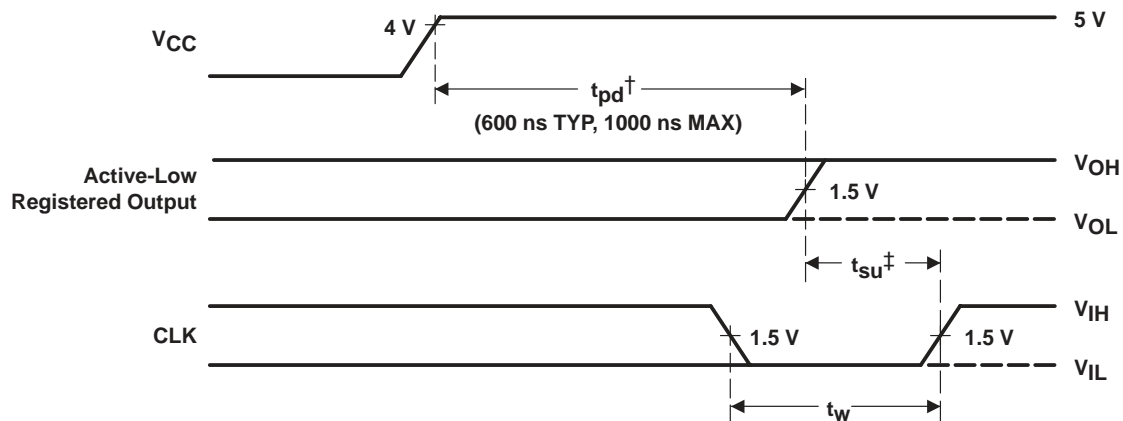 VCC
4 V
5 V
tpd†
(600 ns TYP, 1000 ns MAX)
Active-Low
Registered Output
VOH
1.5 V
VOL
tsu‡
CLK
VIH
1.5 V
1.5 V
VIL
tw